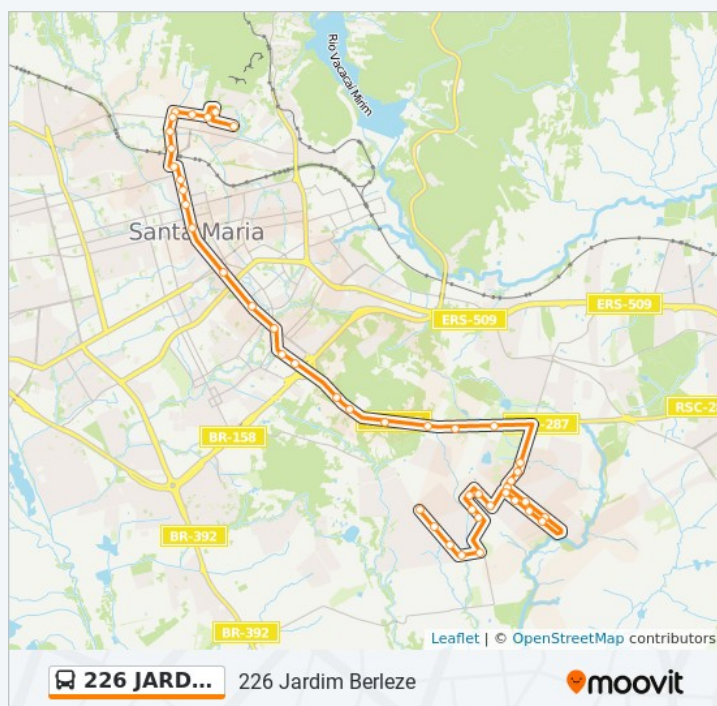 Rio Vacacaí Mirim
Santa Maria
ERS-509
ERS-509
RSC-2
-287
BR-158
BR-392
BR-392
Leaflet | © OpenStreetMap contributors
226 JARD... 226 Jardim Berleze moovit